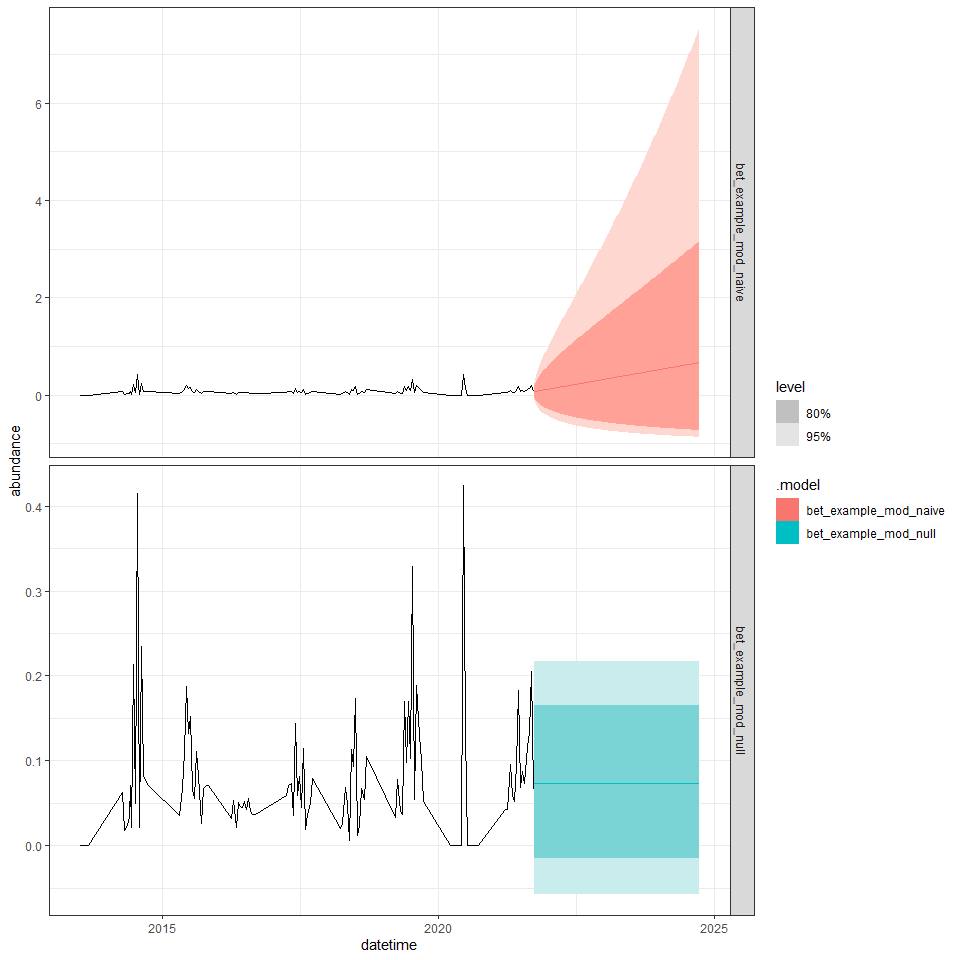 6
4
2
0
bet_example_mod_naive
abundance
0.4
0.3
0.2
0.1
0.0
bet_example_mod_null
2015
2020
2025
datetime
level
80%
95%
.model
bet_example_mod_naive
bet_example_mod_null